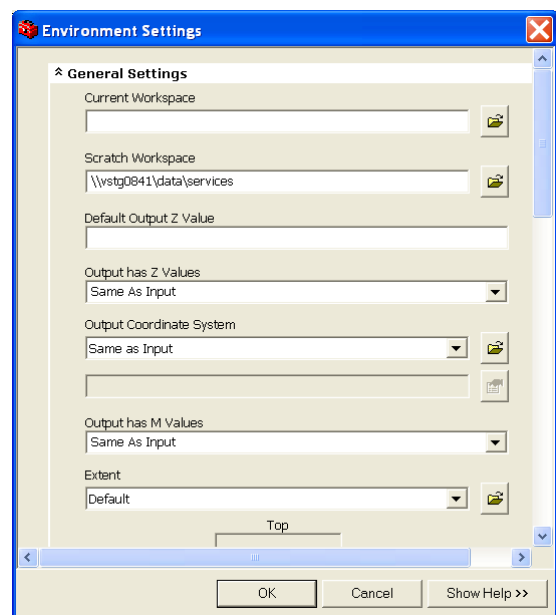 Environment Settings
General Settings
Current Workspace
Scratch Workspace
\\vstg0841\data\services
Default Output Z Value
Output has Z Values
Same As Input
Output Coordinate System
Same as Input
Output has M Values
Same As Input
Extent
Default
Top
OK Cancel Show Help >>